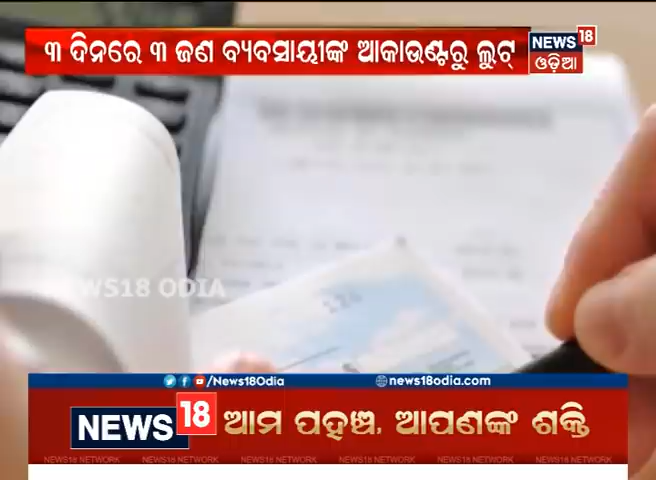 ୩ ଦିନରେ ୩ ଜଣ ବ୍ୟବସାୟୀଙ୍କ ଆକାଉଣ୍ଟରୁ ଲୁଟ୍
NEWS18
ଓଡ଼ିଆ
NEWS18 ODIA
/News18Odia
news18odia.com
NEWS18 ଆମ ପହଞ୍ଚ, ଆପଣଙ୍କ ଶକ୍ତି
NEWS18 NETWORK NEWS18 NETWORK NEWS18 NETWORK NEWS18 NETWORK NEWS18 NETWORK NEWS18 NETWORK